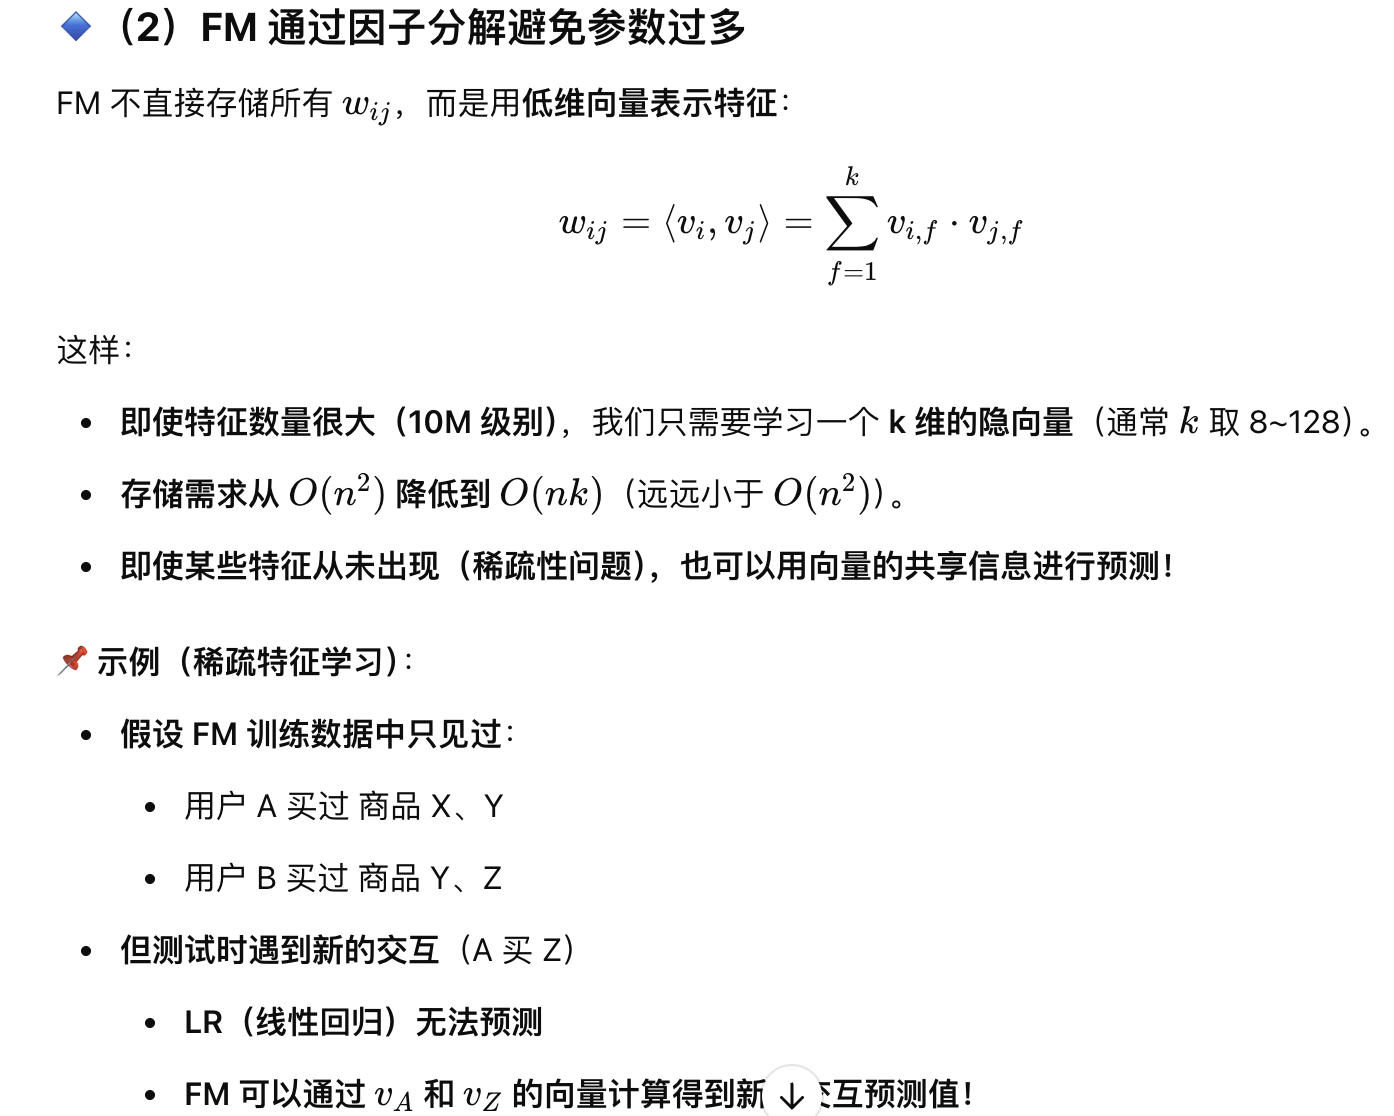 (2)FM 通过因子分解避免参数过多
FM 不直接存储所有 w_{ij}，而是用低维向量表示特征：
w_{ij} = ⟨v_i, v_j⟩ = \sum_{f=1}^{k} v_{i,f} · v_{j,f}
这样：
• 即使特征数量很大（10M 级别），我们只需要学习一个 k 维的隐向量（通常 k 取 8~128）。
• 存储需求从 O(n²) 降低到 O(nk)（远远小于 O(n²)）。
• 即使某些特征从未出现（稀疏性问题），也可以用向量的共享信息进行预测！
📌 示例（稀疏特征学习）：
• 假设 FM 训练数据中只见过：
• 用户 A 买过 商品 X、Y
• 用户 B 买过 商品 Y、Z
• 但测试时遇到新的交互（A 买 Z）
• LR（线性回归）无法预测
• FM 可以通过 v_A 和 v_Z 的向量计算得到新 交互预测值！